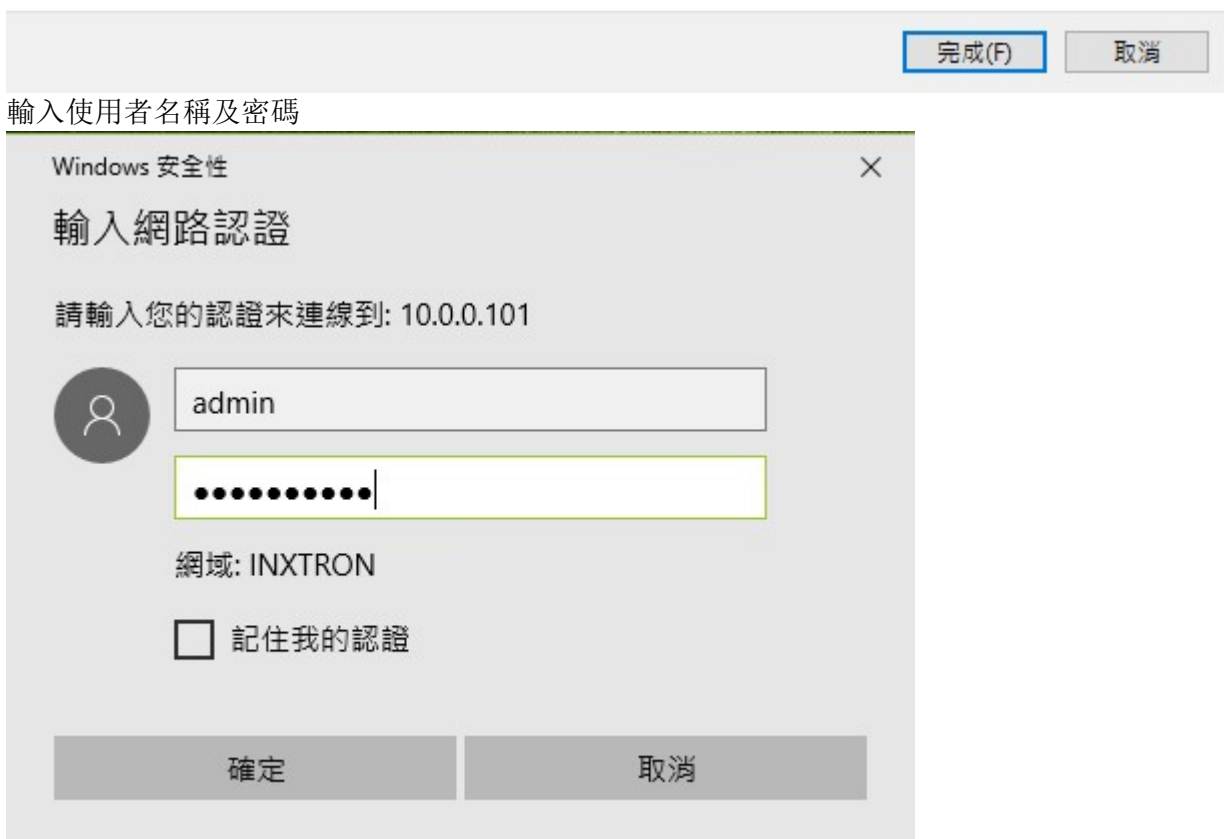 完成(F) 取消
輸入使用者名稱及密碼
Windows 安全性
輸入網路認證
請輸入您的認證來連線到: 10.0.0.101
admin
●●●●●●●●●●
網域: INXTRON
記住我的認證
確定 取消